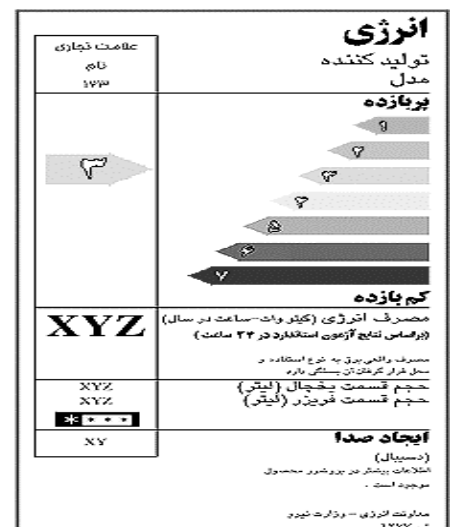 انرژی
تولید کننده
مدل
علامت تجاری
نام
۱۲۳
پربازده
۱
۲
۳
۴
۵
۶
۷
۳
کم بازده
مصرف انرژی (کیلو وات-ساعت در سال)
(براساس نتایج آزمون استاندارد در ۲۴ ساعت)
XYZ
مصرف واقعی برق به نوع استفاده و
محل قرار گرفتن آن بستگی دارد
حجم قسمت یخچال (لیتر)
XYZ
حجم قسمت فریزر (لیتر)
XYZ
ایجاد صدا
XY
(دسیبال)
اطلاعات بیشتر در بروشور محصول
موجود است .
معاونت انرژی - وزارت نیرو